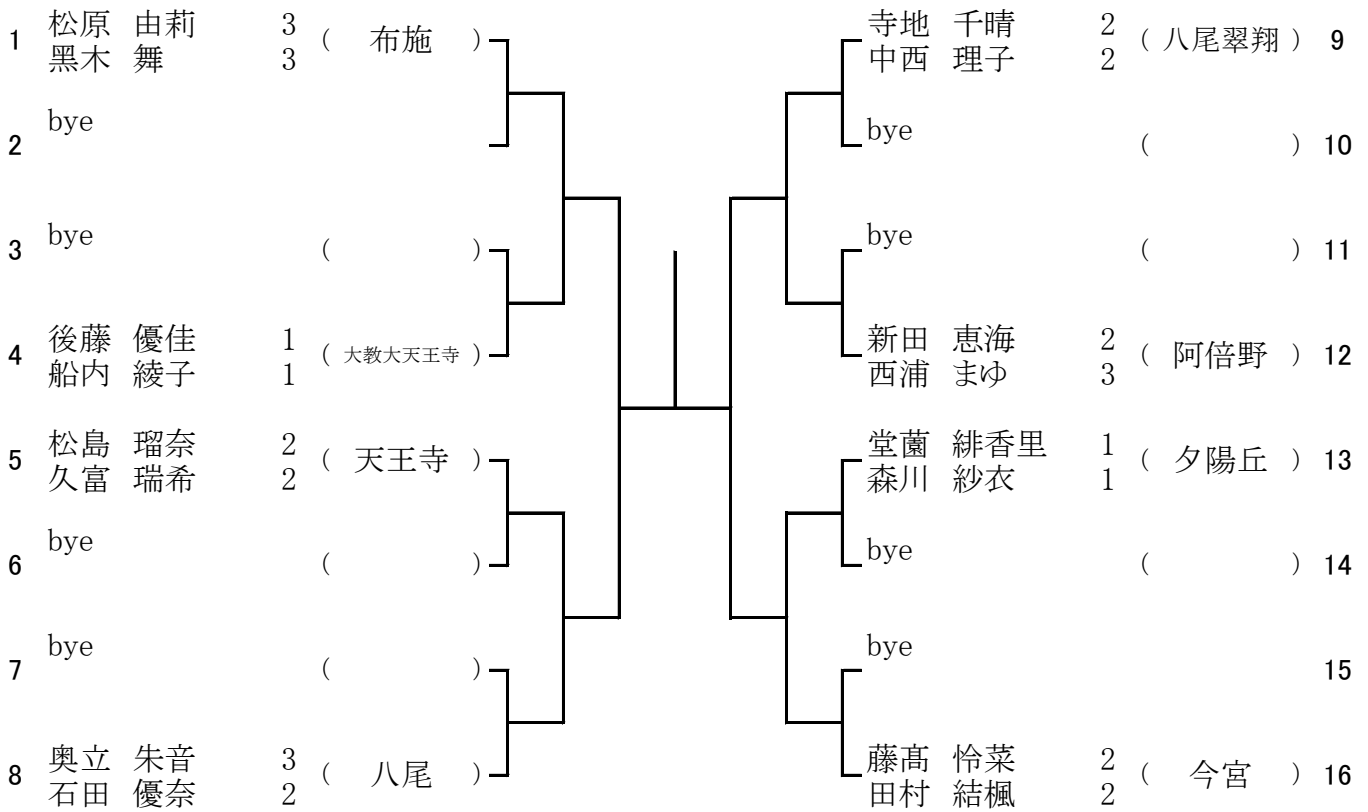 1 松原 由莉 3 ( 布施 )
黑木 舞 3
2 bye
3 bye ( )
4 後藤 優佳 1 ( 大教大天王寺 )
船内 綾子 1
5 松島 瑠奈 2 ( 天王寺 )
久富 瑞希 2
6 bye ( )
7 bye ( )
8 奥立 朱音 3 ( 八尾 )
石田 優奈 2
寺地 千晴 2 ( 八尾翠翔 ) 9
中西 理子 2
bye ( ) 10
bye ( ) 11
新田 恵海 2 ( 阿倍野 ) 12
西浦 まゆ 3
堂薗 緋香里 1 ( 夕陽丘 ) 13
森川 紗衣 1
bye ( ) 14
bye 15
藤髙 怜菜 2 ( 今宮 ) 16
田村 結楓 2